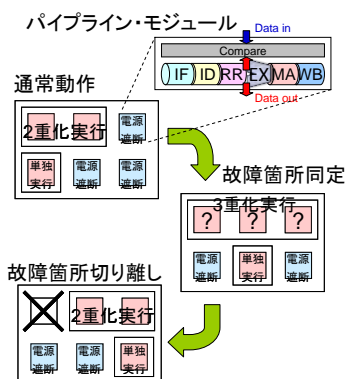 パイプライン・モジュール
Data in
Compare
IF ID RR EX MA WB
Data out
通常動作
2重化実行
電源
遮断
単独
実行
電源
遮断
電源
遮断
故障箇所同定
3重化実行
? ? ?
電源
遮断
単独
実行
電源
遮断
故障箇所切り離し
2重化実行
電源
遮断
電源
遮断
単独
実行